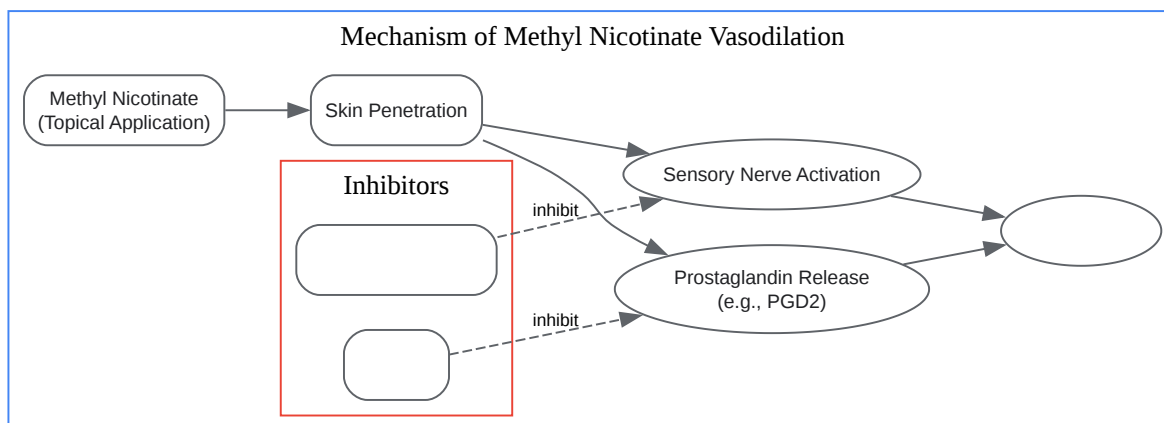 Mechanism of Methyl Nicotinate Vasodilation
Methyl Nicotinate
(Topical Application)
Skin Penetration
Sensory Nerve Activation
Inhibitors
inhibit
Prostaglandin Release
(e.g., PGD2)
inhibit